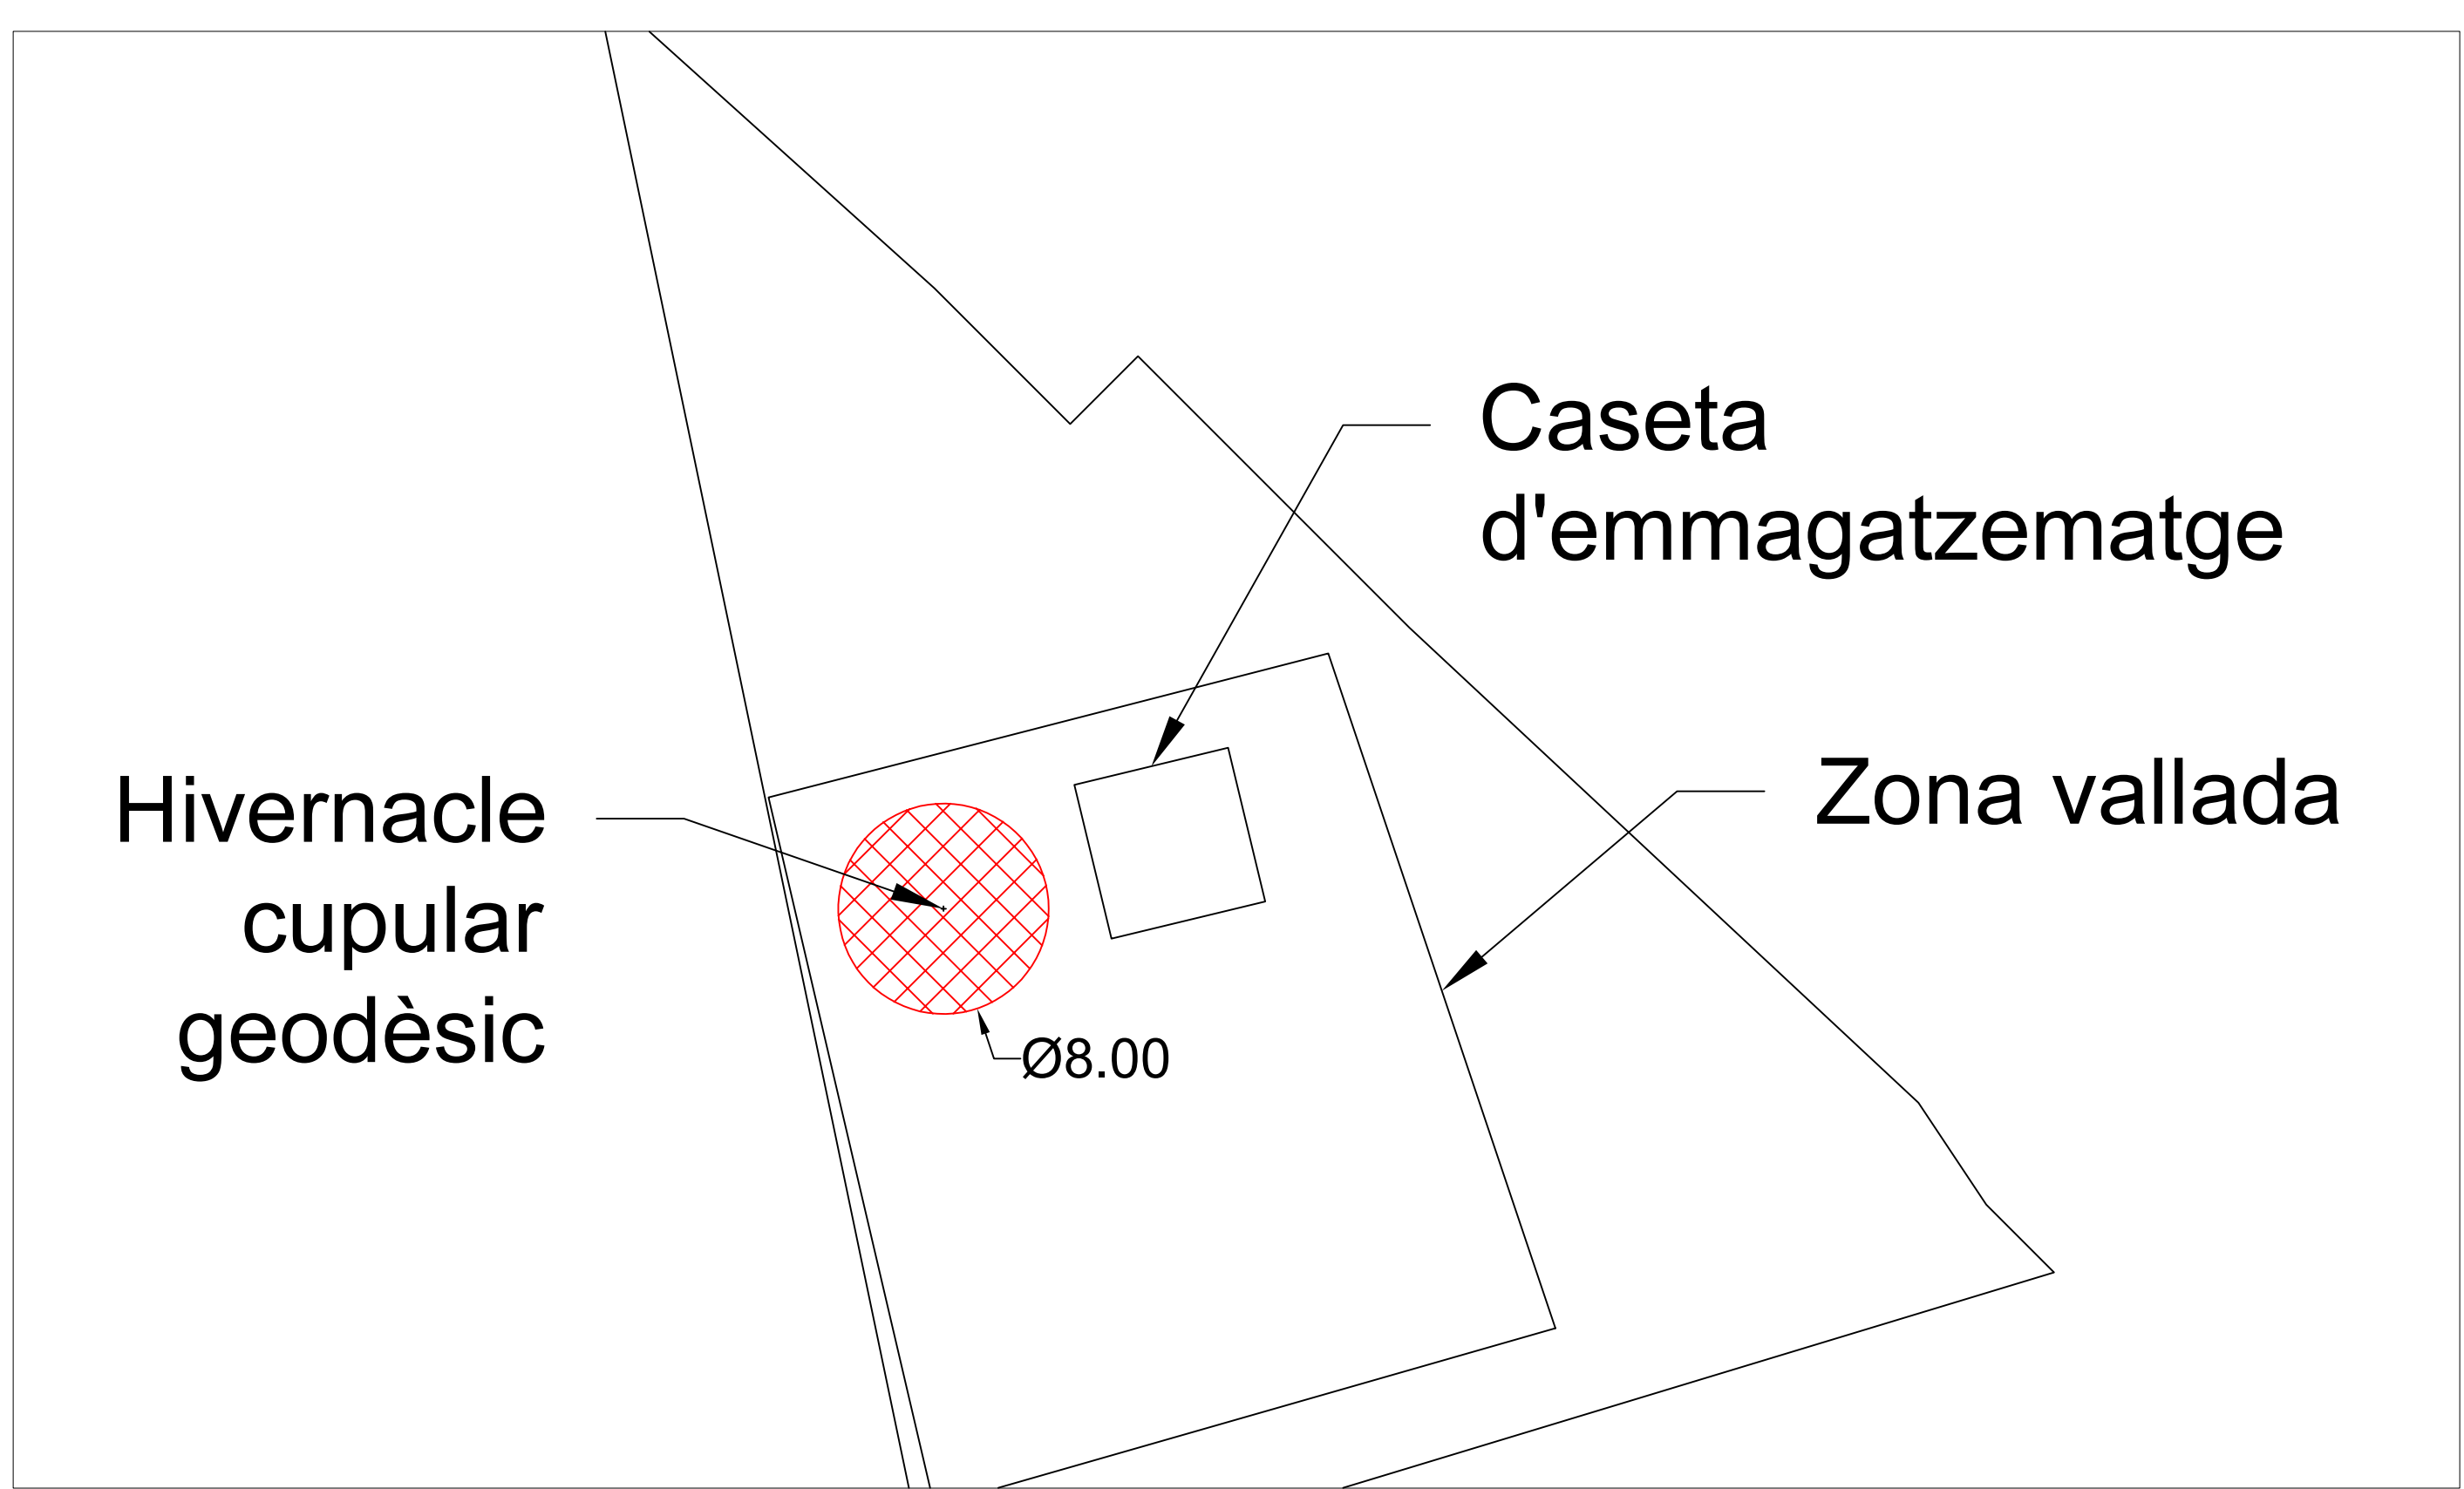 Caseta
d'emmagatzematge
Zona vallada
Hivernacle
cupular
geodèsic
Ø8.00